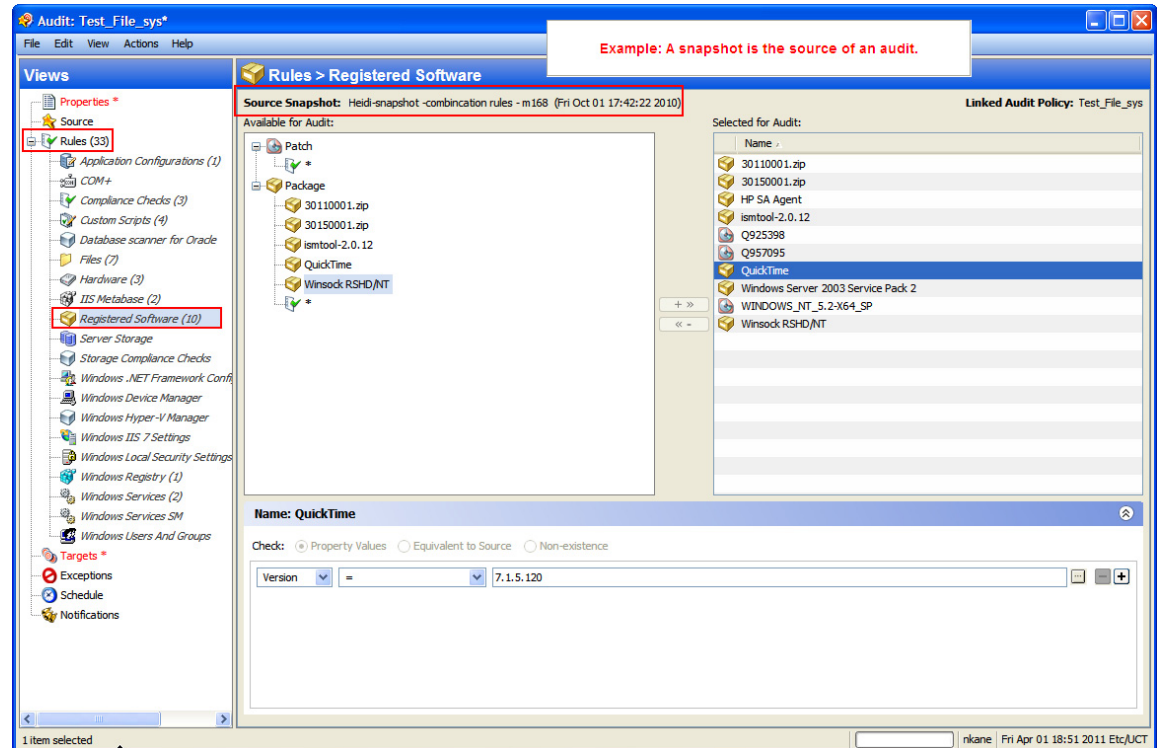 Audit: Test_File_sys*
File Edit View Actions Help
Example: A snapshot is the source of an audit.
Views
Properties *
Source
Rules (33)
Application Configurations (1)
COM+
Compliance Checks (3)
Custom Scripts (4)
Database scanner for Oracle
Files (7)
Hardware (3)
IIS Metabase (2)
Registered Software (10)
Server Storage
Storage Compliance Checks
Windows .NET Framework Confi
Windows Device Manager
Windows Hyper-V Manager
Windows IIS 7 Settings
Windows Local Security Settings
Windows Registry (1)
Windows Services (2)
Windows Services SM
Windows Users And Groups
Targets *
Exceptions
Schedule
Notifications
Rules > Registered Software
Source Snapshot: Heidi-snapshot -combincation rules - m168 (Fri Oct 01 17:42:22 2010)
Linked Audit Policy: Test_File_sys
Available for Audit:
Patch
*
Package
30110001.zip
30150001.zip
ismtool-2.0.12
QuickTime
Winsock RSHD/NT
*
+ »
« -
Selected for Audit:
Name
30110001.zip
30150001.zip
HP SA Agent
ismtool-2.0.12
Q925398
Q957095
QuickTime
Windows Server 2003 Service Pack 2
WINDOWS_NT_5.2-X64_SP
Winsock RSHD/NT
Name: QuickTime
Check: Property Values Equivalent to Source Non-existence
Version = 7.1.5.120 ... - +
1 item selected
nkane Fri Apr 01 18:51 2011 Etc/UCT